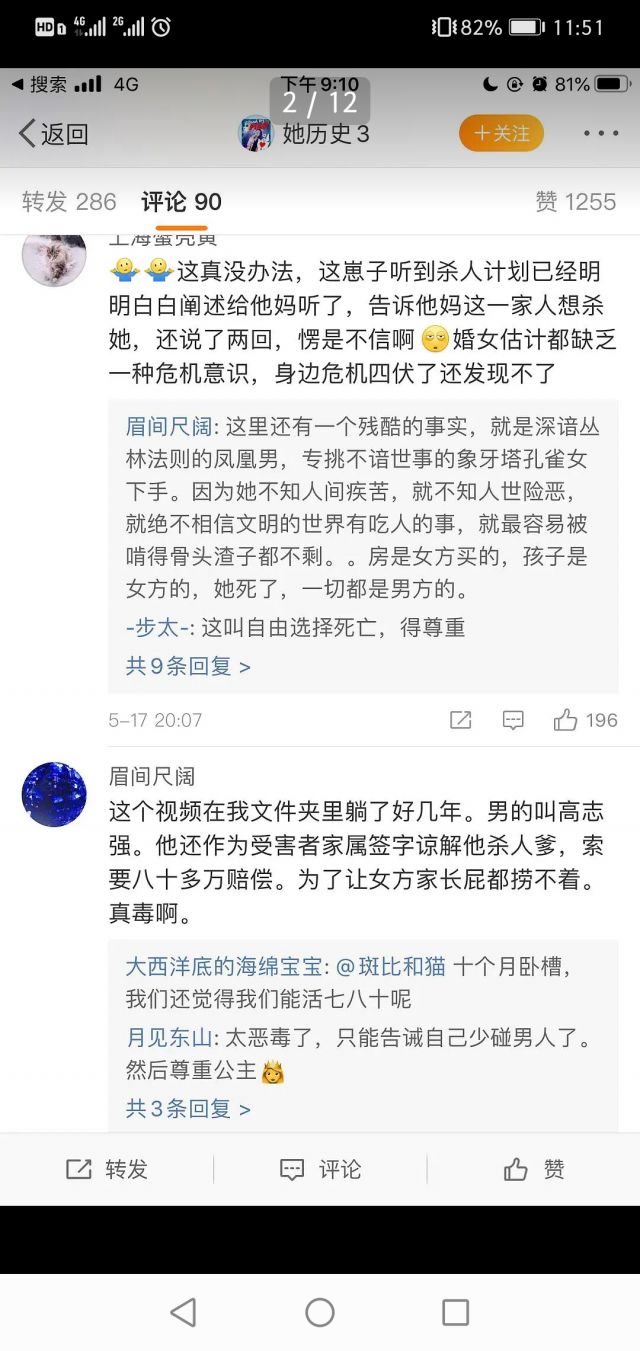 HD 4G 2G 82% 11:51
搜索 4G 下午9:10 81%
2 / 12
返回 她历史3 +关注
转发 286 评论 90 赞 1255
上海蟹壳黄
🤷🤷这真没办法，这崽子听到杀人计划已经明
明白白阐述给他妈听了，告诉他妈这一家人想杀
她，还说了两回，愣是不信啊🙄婚女估计都缺乏
一种危机意识，身边危机四伏了还发现不了
眉间尺阔: 这里还有一个残酷的事实，就是深谙丛
林法则的凤凰男，专挑不谙世事的象牙塔孔雀女
下手。因为她不知人间疾苦，就不知人世险恶，
就绝不相信文明的世界有吃人的事，就最容易被
啃得骨头渣子都不剩。。房是女方买的，孩子是
女方的，她死了，一切都是男方的。
-步太-: 这叫自由选择死亡，得尊重
共9条回复 >
5-17 20:07 196
眉间尺阔
这个视频在我文件夹里躺了好几年。男的叫高志
强。他还作为受害者家属签字谅解他杀人爹，索
要八十多万赔偿。为了让女方家长屁都捞不着。
真毒啊。
大西洋底的海绵宝宝: @斑比和猫 十个月卧槽，
我们还觉得我们能活七八十呢
月见东山: 太恶毒了，只能告诫自己少碰男人了。
然后尊重公主👸
共3条回复 >
转发 评论 赞